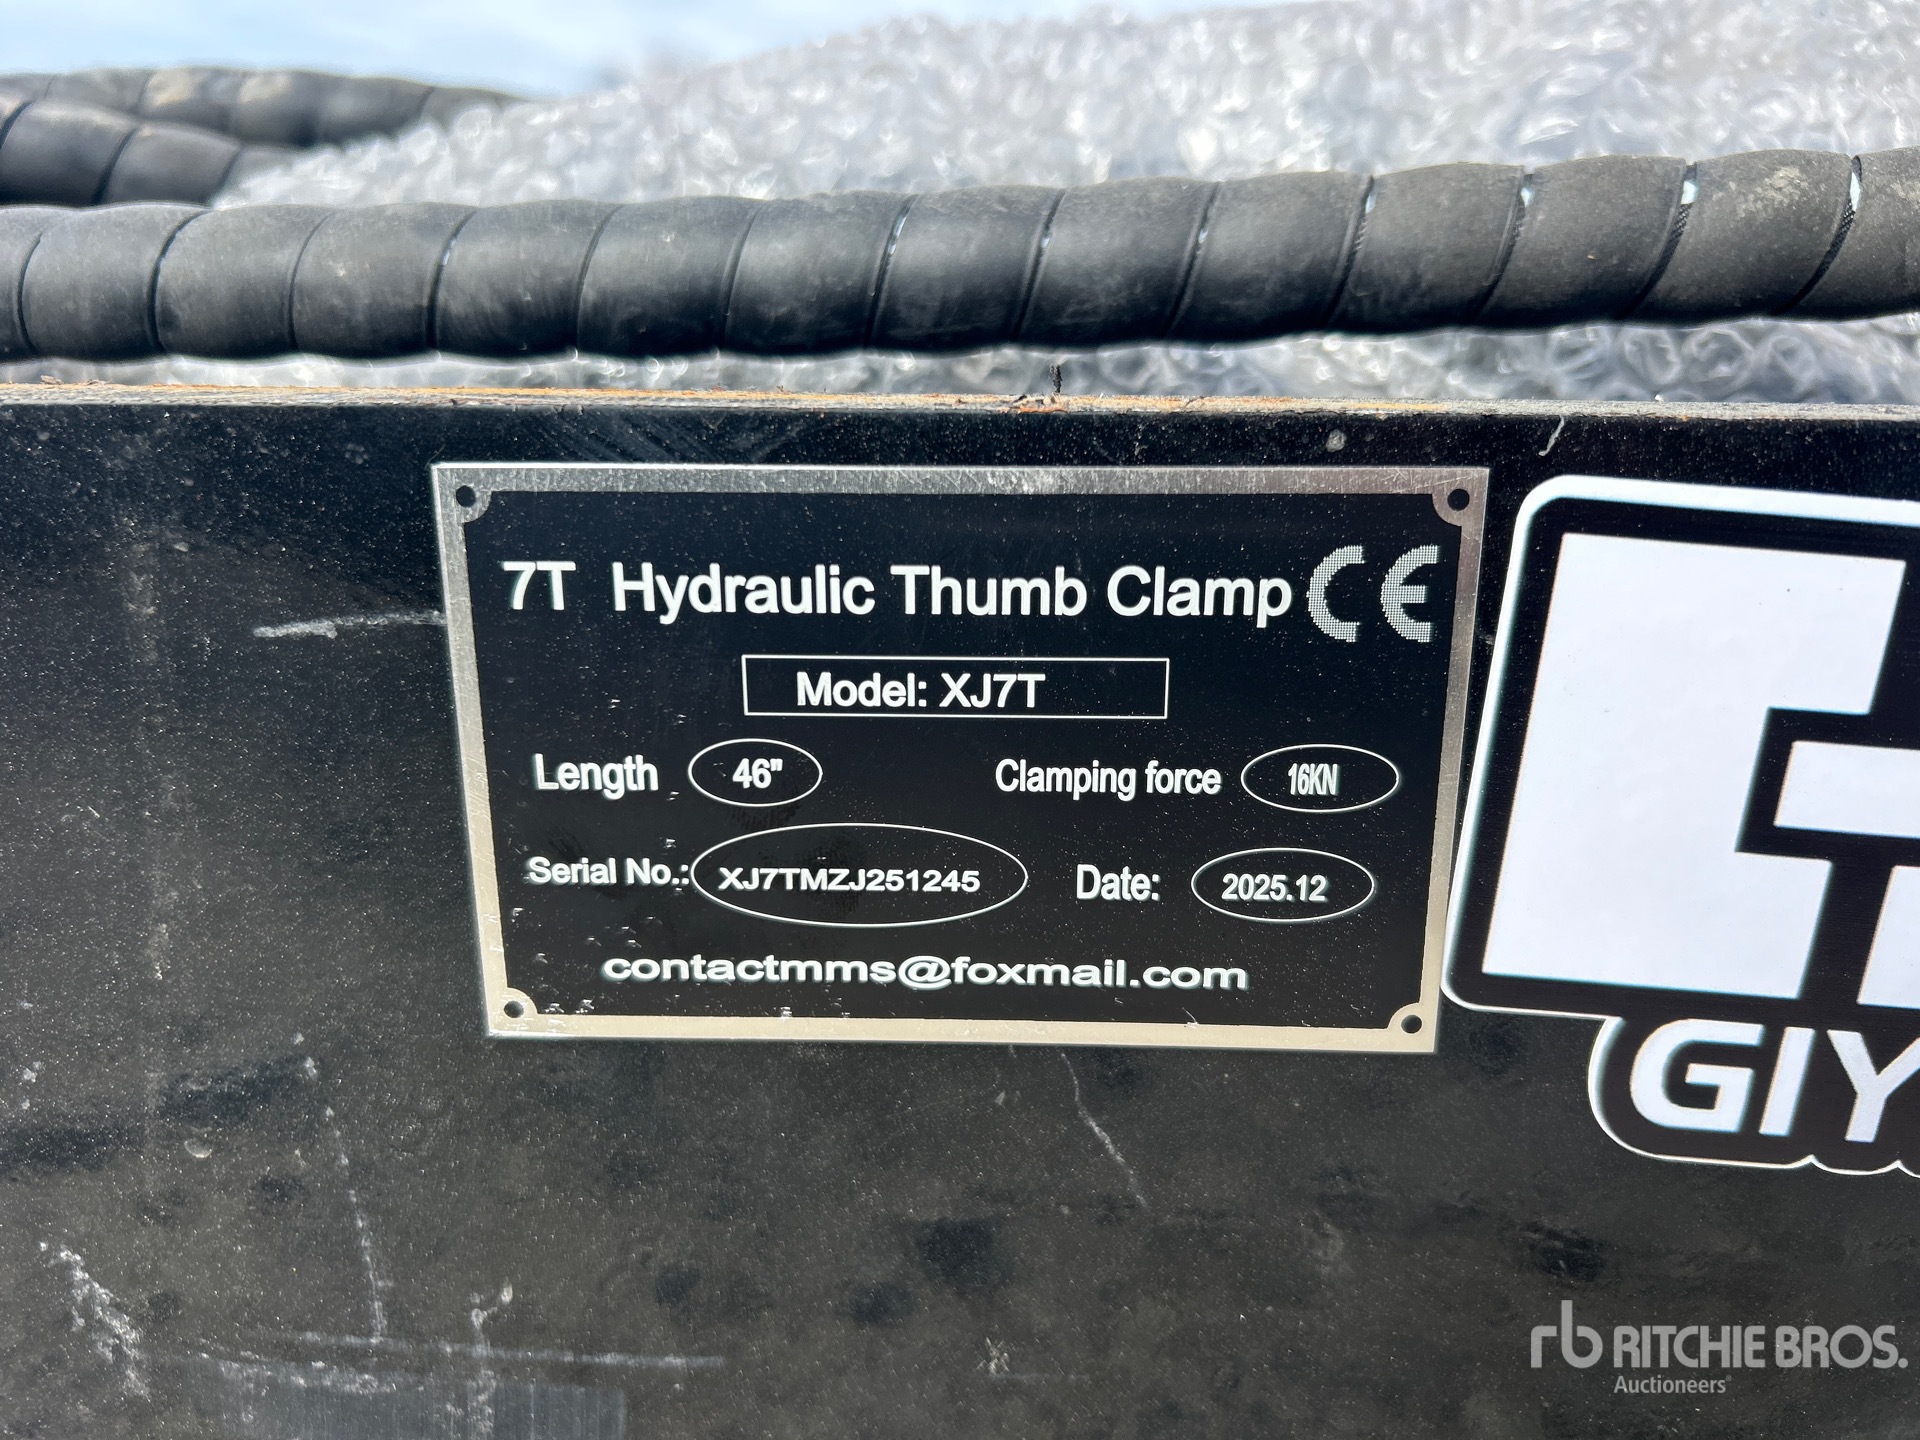 7T Hydraulic Thumb Clamp CE
Model: XJ7T
Length 46" Clamping force 16KN
Serial No.: XJ7TMZJ251245 Date: 2025.12
contactmms@foxmail.com
GIY
rb RITCHIE BROS.
Auctioneers